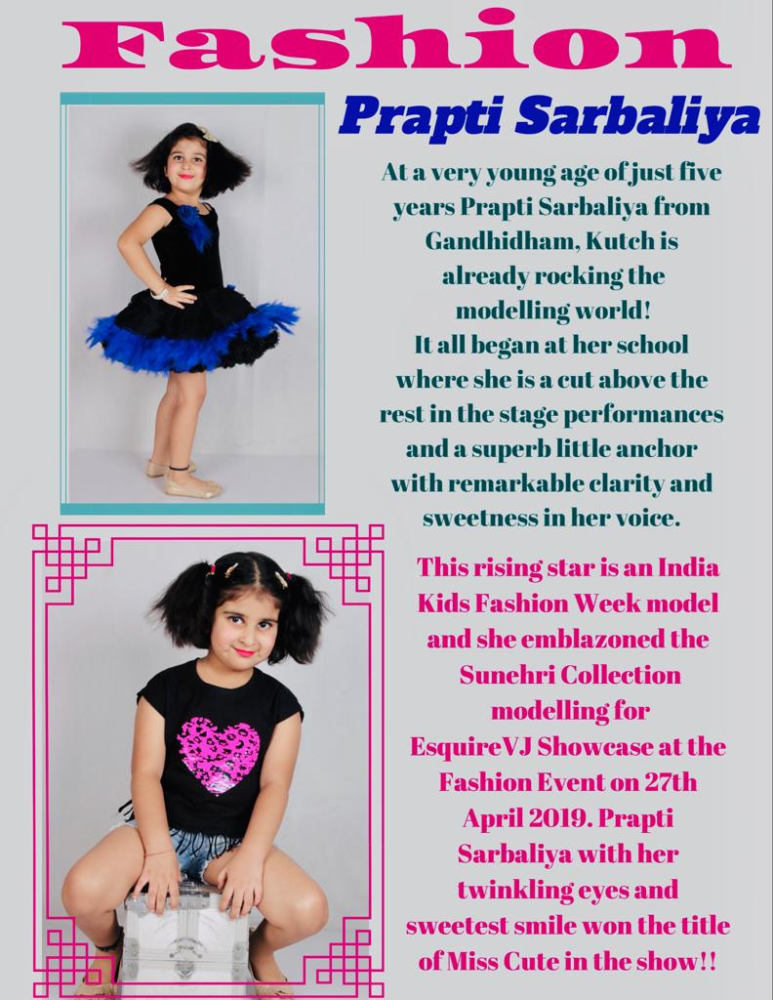 Fashion
Prapti Sarbaliya
At a very young age of just five
years Prapti Sarbaliya from
Gandhidham, Kutch is
already rocking the
modelling world!
It all began at her school
where she is a cut above the
rest in the stage performances
and a superb little anchor
with remarkable clarity and
sweetness in her voice.
This rising star is an India
Kids Fashion Week model
and she emblazoned the
Sunehri Collection
modelling for
EsquireVJ Showcase at the
Fashion Event on 27th
April 2019. Prapti
Sarbaliya with her
twinkling eyes and
sweetest smile won the title
of Miss Cute in the show!!